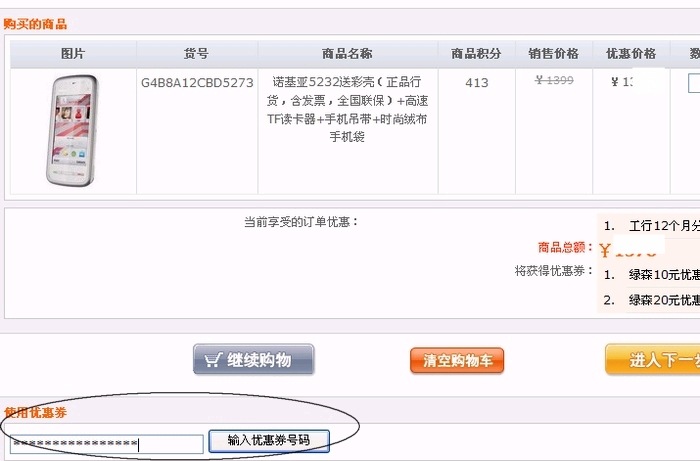 购买的商品
图片 货号 商品名称 商品积分 销售价格 优惠价格
G4B8A12CBD5273 诺基亚5232送彩壳(正品行 413 ¥1399 ¥1
货,含发票,全国联保)+高速
TF读卡器+手机吊带+时尚绒布
手机袋
当前享受的订单优惠: 1. 工行12个月分
商品总额: ¥
将获得优惠券: 1. 绿森10元优惠
2. 绿森20元优惠
继续购物 清空购物车 进入下一步
使用优惠券
**************** 输入优惠券号码